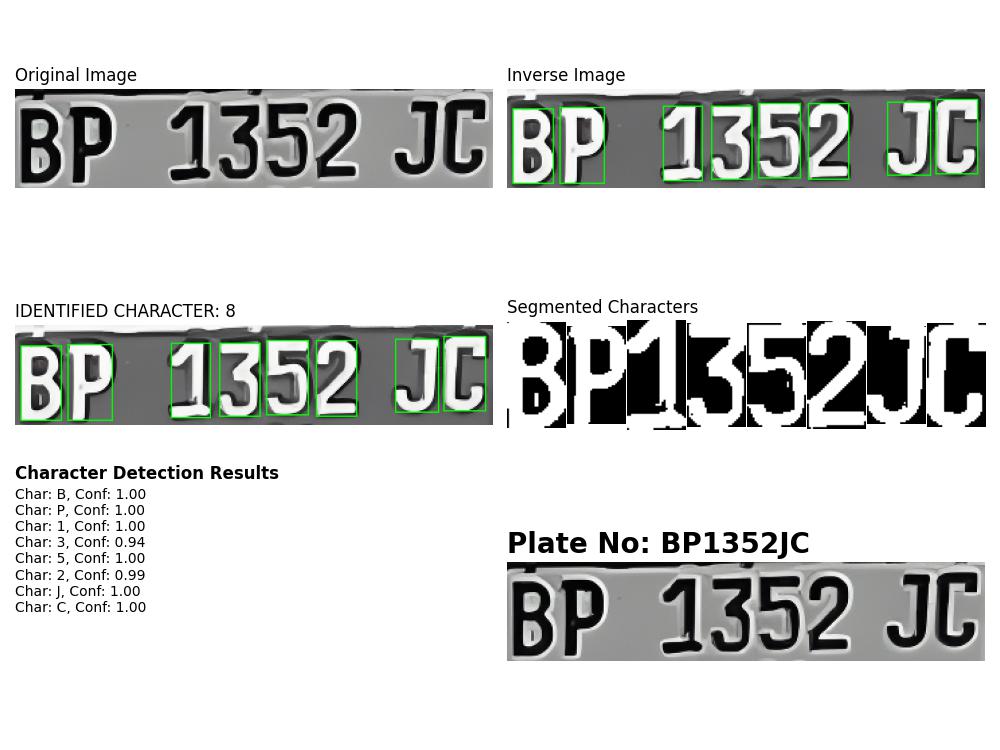 Original Image
BP 1352 JC
Inverse Image
BP 1352 JC
IDENTIFIED CHARACTER: 8
BP 1352 JC
Segmented Characters
BP1352JC
Character Detection Results
Char: B, Conf: 1.00
Char: P, Conf: 1.00
Char: 1, Conf: 1.00
Char: 3, Conf: 0.94
Char: 5, Conf: 1.00
Char: 2, Conf: 0.99
Char: J, Conf: 1.00
Char: C, Conf: 1.00
Plate No: BP1352JC
BP 1352 JC